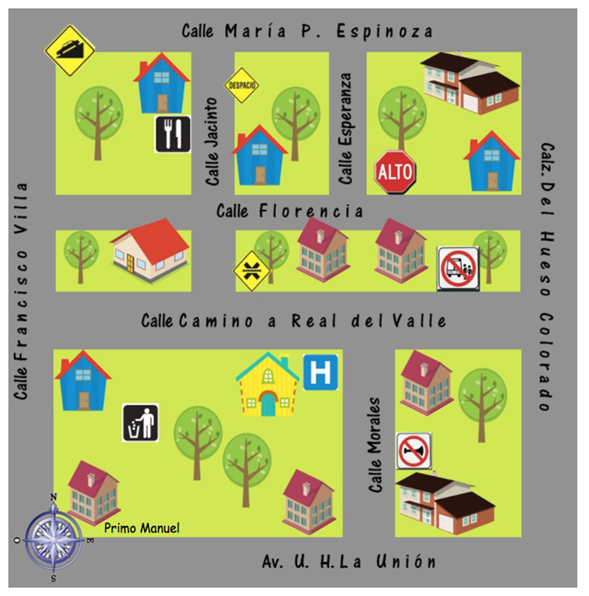 Calle María P. Espinoza
DESPACIO
Calle Jacinto
Calle Esperanza
ALTO
Calz. Del Hueso Colorado
Calle Florencia
Calle Francisco Villa
Calle Camino a Real del Valle
H
Calle Morales
Primo Manuel
N
O
E
S
Av. U. H. La Unión